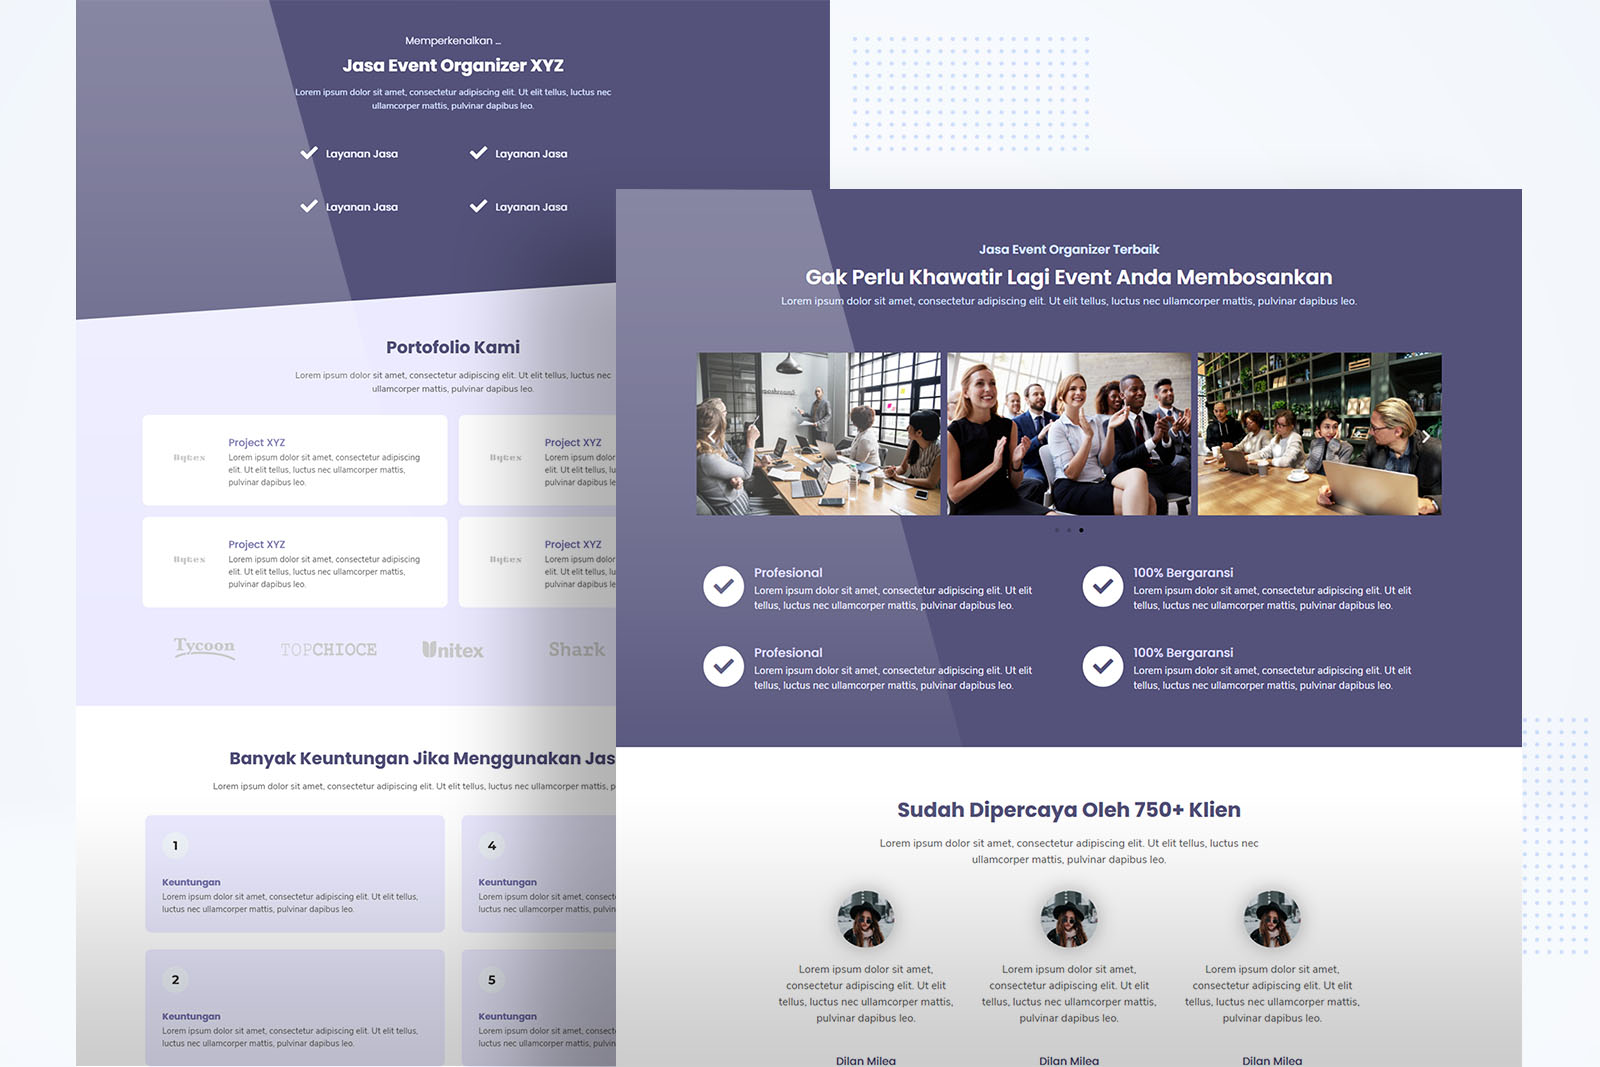 Memperkenalkan ...
Jasa Event Organizer XYZ
Lorem ipsum dolor sit amet, consectetur adipiscing elit. Ut elit tellus, luctus nec
ullamcorper mattis, pulvinar dapibus leo.
Layanan Jasa
Layanan Jasa
Layanan Jasa
Layanan Jasa
Portofolio Kami
Lorem ipsum dolor sit amet, consectetur adipiscing elit. Ut elit tellus, luctus nec
ullamcorper mattis, pulvinar dapibus leo.
Bytes
Project XYZ
Lorem ipsum dolor sit amet, consectetur adipiscing
elit. Ut elit tellus, luctus nec ullamcorper mattis,
pulvinar dapibus leo.
Bytes
Project XYZ
Lorem ipsum dolor sit amet, cons
elit. Ut elit tellus, luctus nec
pulvinar dapibus leo.
Bytes
Project XYZ
Lorem ipsum dolor sit amet, consectetur adipiscing
elit. Ut elit tellus, luctus nec ullamcorper mattis,
pulvinar dapibus leo.
Bytes
Project XYZ
Lorem ipsum dolor sit amet, cons
elit. Ut elit tellus, luctus nec
pulvinar dapibus leo.
Tycoon
TOPCHIOCE
Unitex
Shark
Banyak Keuntungan Jika Menggunakan Jas
Lorem ipsum dolor sit amet, consectetur adipiscing elit. Ut elit tellus, luctus nec ullamcorper mattis, p
1
Keuntungan
Lorem ipsum dolor sit amet, consectetur adipiscing elit. Ut elit tellus,
luctus nec ullamcorper mattis, pulvinar dapibus leo.
4
Keuntungan
Lorem ipsum dolor sit amet, consect
luctus nec ullamcorper mattis, pulvin
2
Keuntungan
Lorem ipsum dolor sit amet, consectetur adipiscing elit. Ut elit tellus,
luctus nec ullamcorper mattis, pulvinar dapibus leo.
5
Keuntungan
Lorem ipsum dolor sit amet, consect
luctus nec ullamcorper mattis, pulvin
Jasa Event Organizer Terbaik
Gak Perlu Khawatir Lagi Event Anda Membosankan
Lorem ipsum dolor sit amet, consectetur adipiscing elit. Ut elit tellus, luctus nec ullamcorper mattis, pulvinar dapibus leo.
Profesional
Lorem ipsum dolor sit amet, consectetur adipiscing elit. Ut elit
tellus, luctus nec ullamcorper mattis, pulvinar dapibus leo.
100% Bergaransi
Lorem ipsum dolor sit amet, consectetur adipiscing elit. Ut elit
tellus, luctus nec ullamcorper mattis, pulvinar dapibus leo.
Profesional
Lorem ipsum dolor sit amet, consectetur adipiscing elit. Ut elit
tellus, luctus nec ullamcorper mattis, pulvinar dapibus leo.
100% Bergaransi
Lorem ipsum dolor sit amet, consectetur adipiscing elit. Ut elit
tellus, luctus nec ullamcorper mattis, pulvinar dapibus leo.
Sudah Dipercaya Oleh 750+ Klien
Lorem ipsum dolor sit amet, consectetur adipiscing elit. Ut elit tellus, luctus nec
ullamcorper mattis, pulvinar dapibus leo.
Lorem ipsum dolor sit amet,
consectetur adipiscing elit. Ut elit
tellus, luctus nec ullamcorper mattis,
pulvinar dapibus leo.
Dilan Milea
Lorem ipsum dolor sit amet,
consectetur adipiscing elit. Ut elit
tellus, luctus nec ullamcorper mattis,
pulvinar dapibus leo.
Dilan Milea
Lorem ipsum dolor sit amet,
consectetur adipiscing elit. Ut elit
tellus, luctus nec ullamcorper mattis,
pulvinar dapibus leo.
Dilan Milea